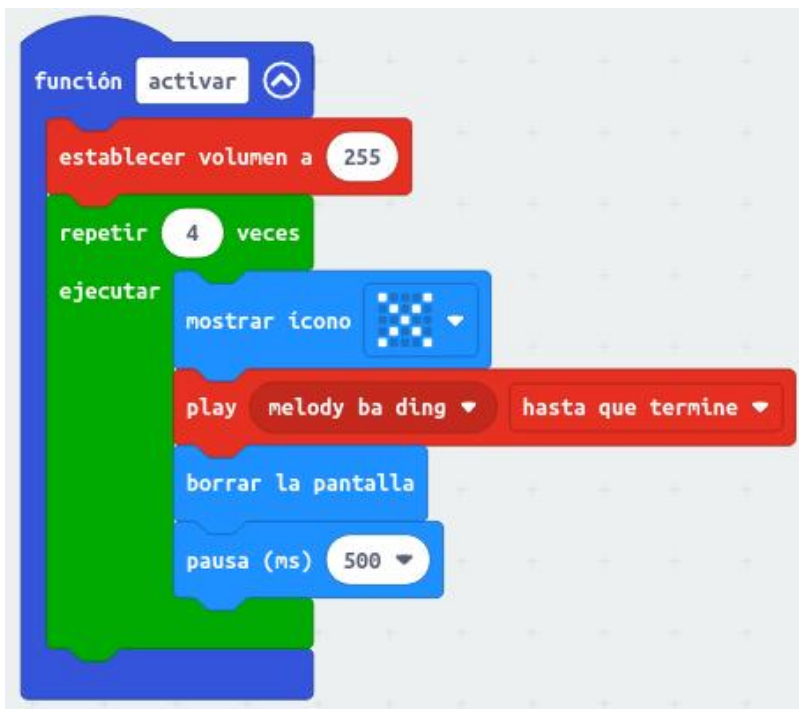 función activar
establecer volumen a 255
repetir 4 veces
ejecutar
mostrar ícono
play melody ba ding hasta que termine
borrar la pantalla
pausa (ms) 500